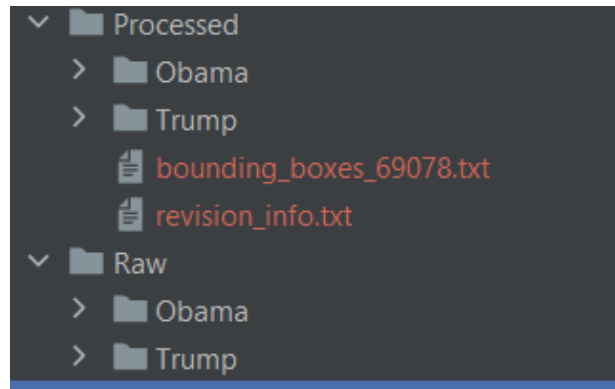 Processed
Obama
Trump
bounding_boxes_69078.txt
revision_info.txt
Raw
Obama
Trump